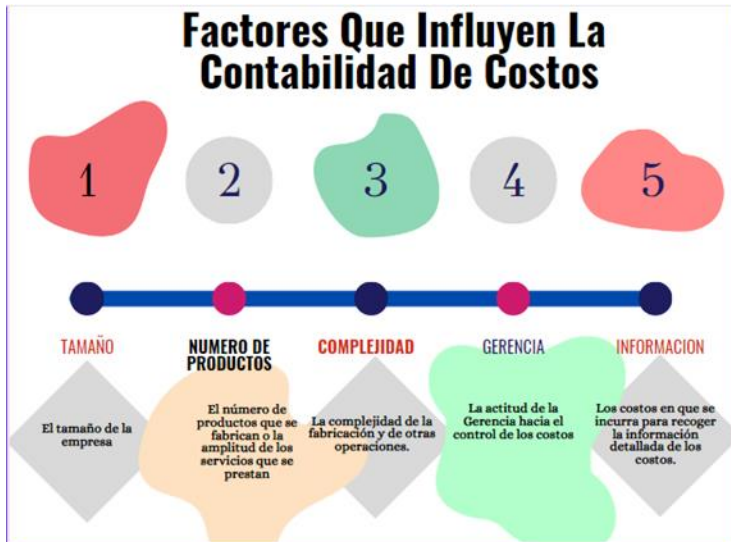 Factores Que Influyen La
Contabilidad De Costos
1
2
3
4
5
TAMAÑO
El tamaño de la
empresa
NUMERO DE
PRODUCTOS
El número de
productos que se
fabrican o la
amplitud de los
servicios que se
prestan
COMPLEJIDAD
La complejidad de la
fabricación y de otras
operaciones.
GERENCIA
La actitud de la
Gerencia hacia el
control de los costos
INFORMACION
Los costos en que se
incurra para recoger
la información
detallada de los
costos.